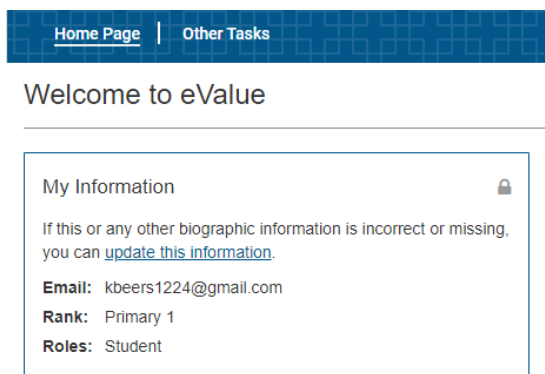 Home Page | Other Tasks
Welcome to eValue
My Information
If this or any other biographic information is incorrect or missing,
you can update this information.
Email: kbeers1224@gmail.com
Rank: Primary 1
Roles: Student